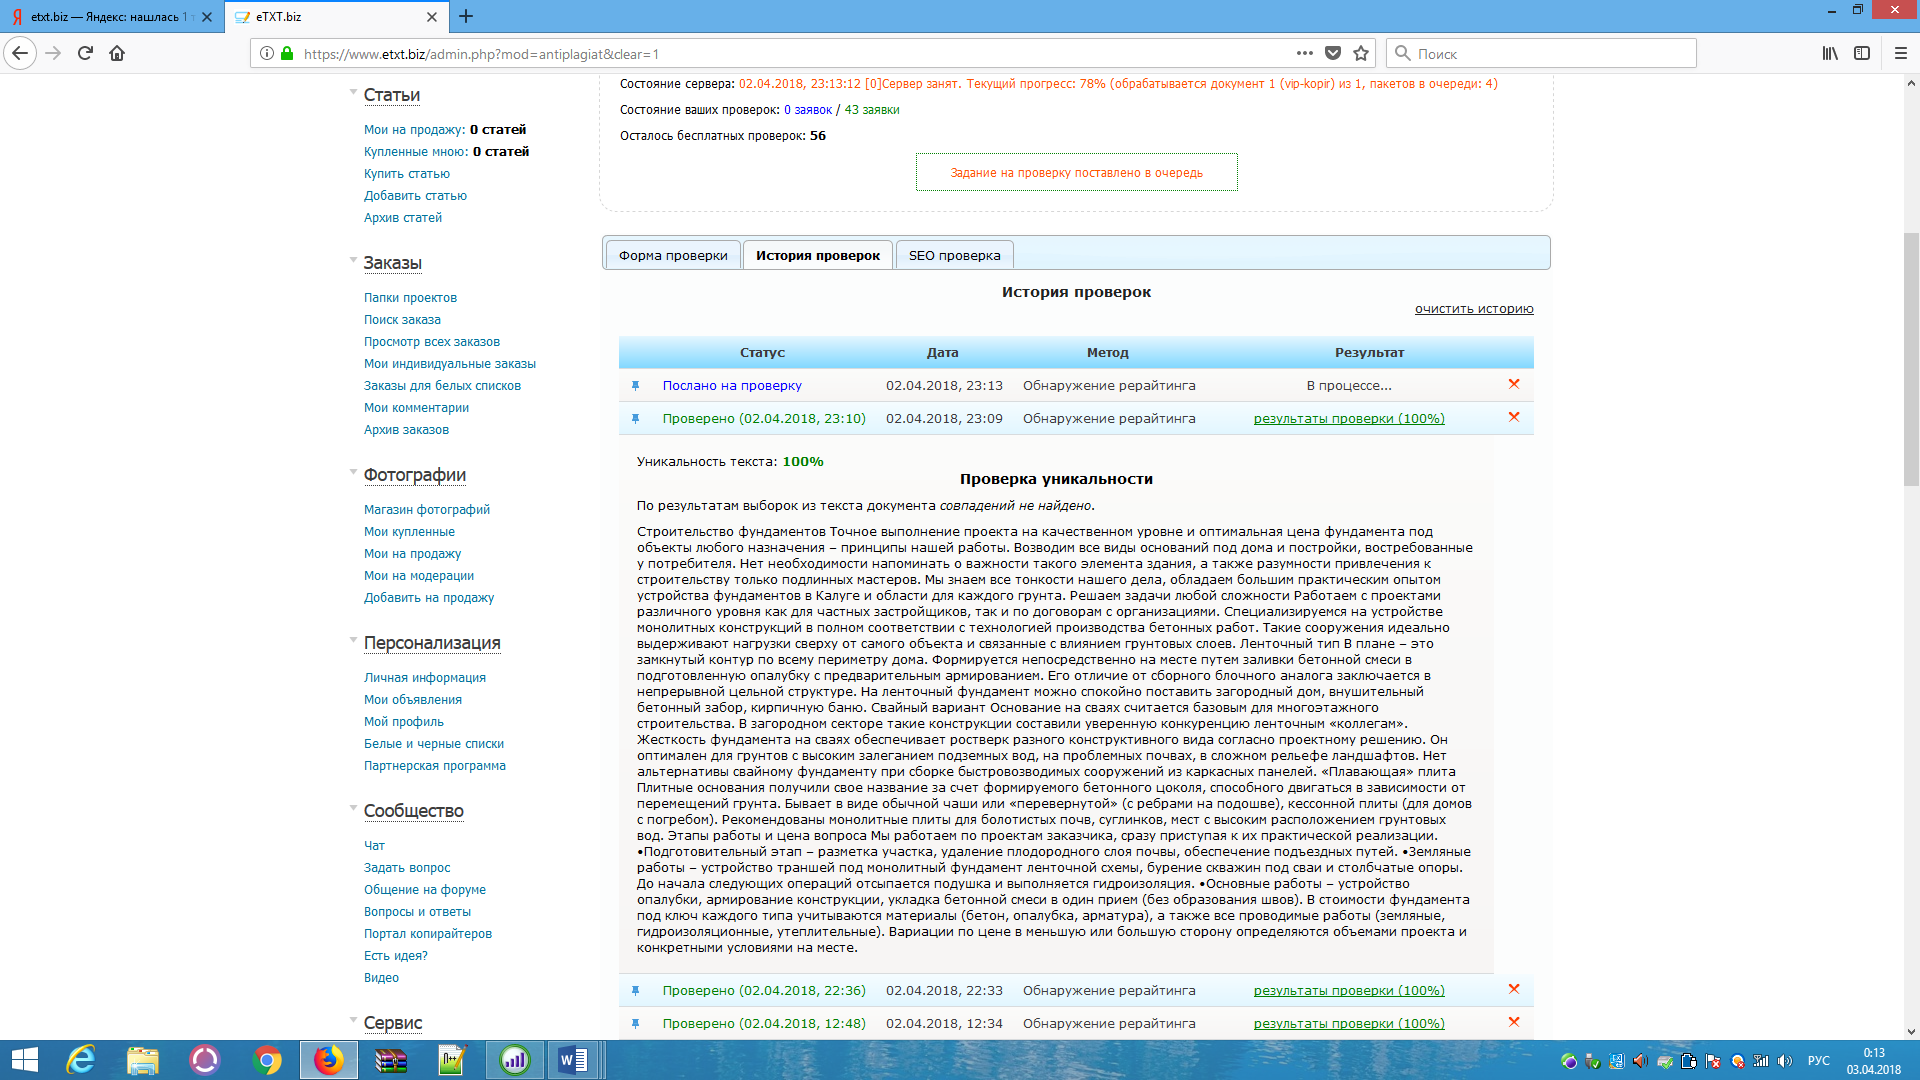 etxt.biz — Яндекс: нашлась 1 т
eTXT.biz
https://www.etxt.biz/admin.php?mod=antiplagiat&clear=1
Поиск
Статьи
Мои на продажу: 0 статей
Купленные мною: 0 статей
Купить статью
Добавить статью
Архив статей
Заказы
Папки проектов
Поиск заказа
Просмотр всех заказов
Мои индивидуальные заказы
Заказы для белых списков
Мои комментарии
Архив заказов
Фотографии
Магазин фотографий
Мои купленные
Мои на продажу
Мои на модерации
Добавить на продажу
Персонализация
Личная информация
Мои объявления
Мой профиль
Белые и черные списки
Партнерская программа
Сообщество
Чат
Задать вопрос
Общение на форуме
Вопросы и ответы
Портал копирайтеров
Есть идея?
Видео
Сервис
Состояние сервера: 02.04.2018, 23:13:12 [0]Сервер занят. Текущий прогресс: 78% (обрабатывается документ 1 (vip-kopir) из 1, пакетов в очереди: 4)
Состояние ваших проверок: 0 заявок / 43 заявки
Осталось бесплатных проверок: 56
Задание на проверку поставлено в очередь
Форма проверки История проверок SEO проверка
История проверок
очистить историю
Статус Дата Метод Результат
Послано на проверку 02.04.2018, 23:13 Обнаружение рерайтинга В процессе...
Проверено (02.04.2018, 23:10) 02.04.2018, 23:09 Обнаружение рерайтинга результаты проверки (100%)
Уникальность текста: 100%
Проверка уникальности
По результатам выборок из текста документа совпадений не найдено.
Строительство фундаментов Точное выполнение проекта на качественном уровне и оптимальная цена фундамента под
объекты любого назначения – принципы нашей работы. Возводим все виды оснований под дома и постройки, востребованные
у потребителя. Нет необходимости напоминать о важности такого элемента здания, а также разумности привлечения к
строительству только подлинных мастеров. Мы знаем все тонкости нашего дела, обладаем большим практическим опытом
устройства фундаментов в Калуге и области для каждого грунта. Решаем задачи любой сложности Работаем с проектами
различного уровня как для частных застройщиков, так и по договорам с организациями. Специализируемся на устройстве
монолитных конструкций в полном соответствии с технологией производства бетонных работ. Такие сооружения идеально
выдерживают нагрузки сверху от самого объекта и связанные с влиянием грунтовых слоев. Ленточный тип В плане – это
замкнутый контур по всему периметру дома. Формируется непосредственно на месте путем заливки бетонной смеси в
подготовленную опалубку с предварительным армированием. Его отличие от сборного блочного аналога заключается в
непрерывной цельной структуре. На ленточный фундамент можно спокойно поставить загородный дом, внушительный
бетонный забор, кирпичную баню. Свайный вариант Основание на сваях считается базовым для многоэтажного
строительства. В загородном секторе такие конструкции составили уверенную конкуренцию ленточным «коллегам».
Жесткость фундамента на сваях обеспечивает ростверк разного конструктивного вида согласно проектному решению. Он
оптимален для грунтов с высоким залеганием подземных вод, на проблемных почвах, в сложном рельефе ландшафтов. Нет
альтернативы свайному фундаменту при сборке быстровозводимых сооружений из каркасных панелей. «Плавающая» плита
Плитные основания получили свое название за счет формируемого бетонного цоколя, способного двигаться в зависимости от
перемещений грунта. Бывает в виде обычной чаши или «перевернутой» (с ребрами на подошве), кессонной плиты (для домов
с погребом). Рекомендованы монолитные плиты для болотистых почв, суглинков, мест с высоким расположением грунтовых
вод. Этапы работы и цена вопроса Мы работаем по проектам заказчика, сразу приступая к их практической реализации.
•Подготовительный этап – разметка участка, удаление плодородного слоя почвы, обеспечение подъездных путей. •Земляные
работы – устройство траншей под монолитный фундамент ленточной схемы, бурение скважин под сваи и столбчатые опоры.
До начала следующих операций отсыпается подушка и выполняется гидроизоляция. •Основные работы – устройство
опалубки, армирование конструкции, укладка бетонной смеси в один прием (без образования швов). В стоимости фундамента
под ключ каждого типа учитываются материалы (бетон, опалубка, арматура), а также все проводимые работы (земляные,
гидроизоляционные, утеплительные). Вариации по цене в меньшую или большую сторону определяются объемами проекта и
конкретными условиями на месте.
Проверено (02.04.2018, 22:36) 02.04.2018, 22:33 Обнаружение рерайтинга результаты проверки (100%)
Проверено (02.04.2018, 12:48) 02.04.2018, 12:34 Обнаружение рерайтинга результаты проверки (100%)
РУС
0:13
03.04.2018